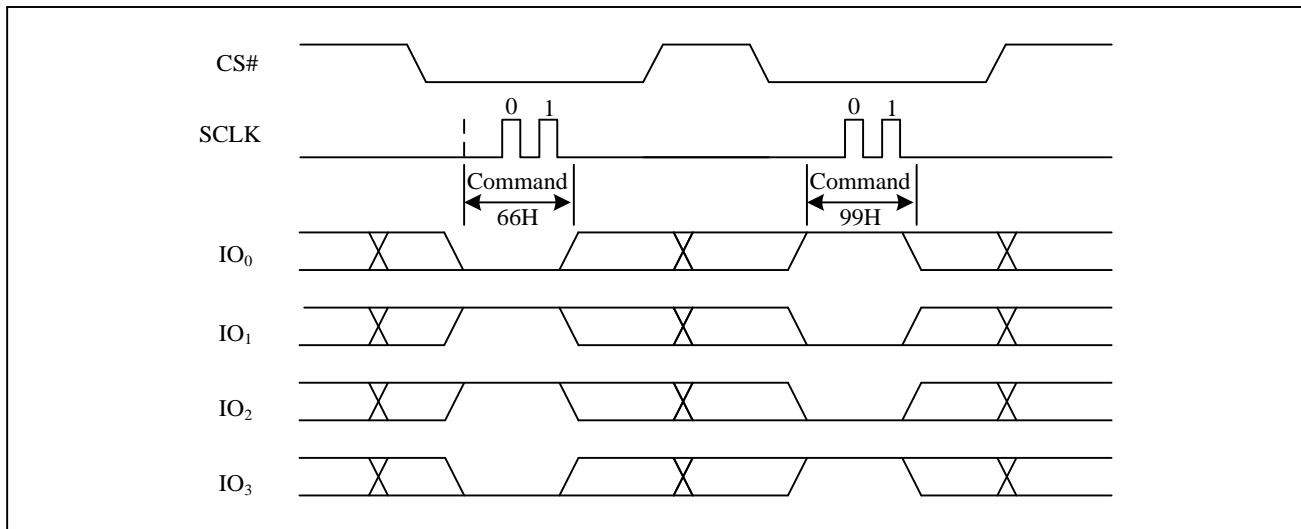 CS#
0 1 0 1
SCLK
Command Command
66H 99H
IO0
IO1
IO2
IO3